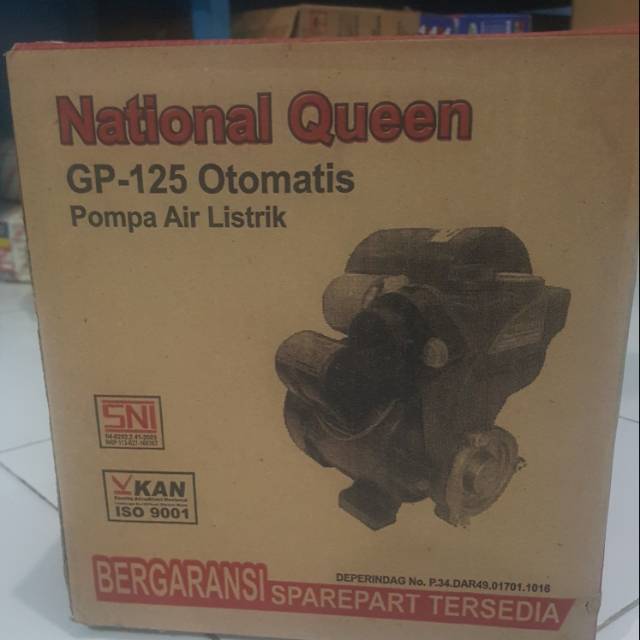 National Queen
GP-125 Otomatis
Pompa Air Listrik
SNI
KAN
ISO 9001
DEPERINDAG No. P.34.DAR49.01701.1018
BERGARANSI
SPAREPART TERSEDIA